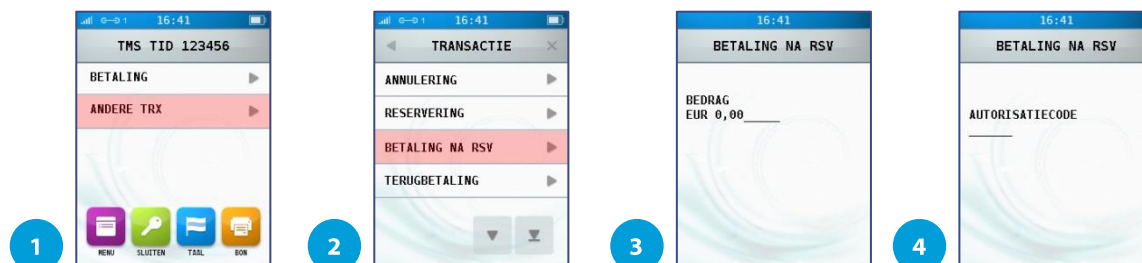 16:41
TMS TID 123456
BETALING
ANDERE TRX
MENU SLUITEN TAAL BON
1
16:41
TRANSACTIE
ANNULERING
RESERVERING
BETALING NA RSV
TERUGBETALING
2
16:41
BETALING NA RSV
BEDRAG
EUR 0,00_____
3
16:41
BETALING NA RSV
AUTORISATIECODE
______
4